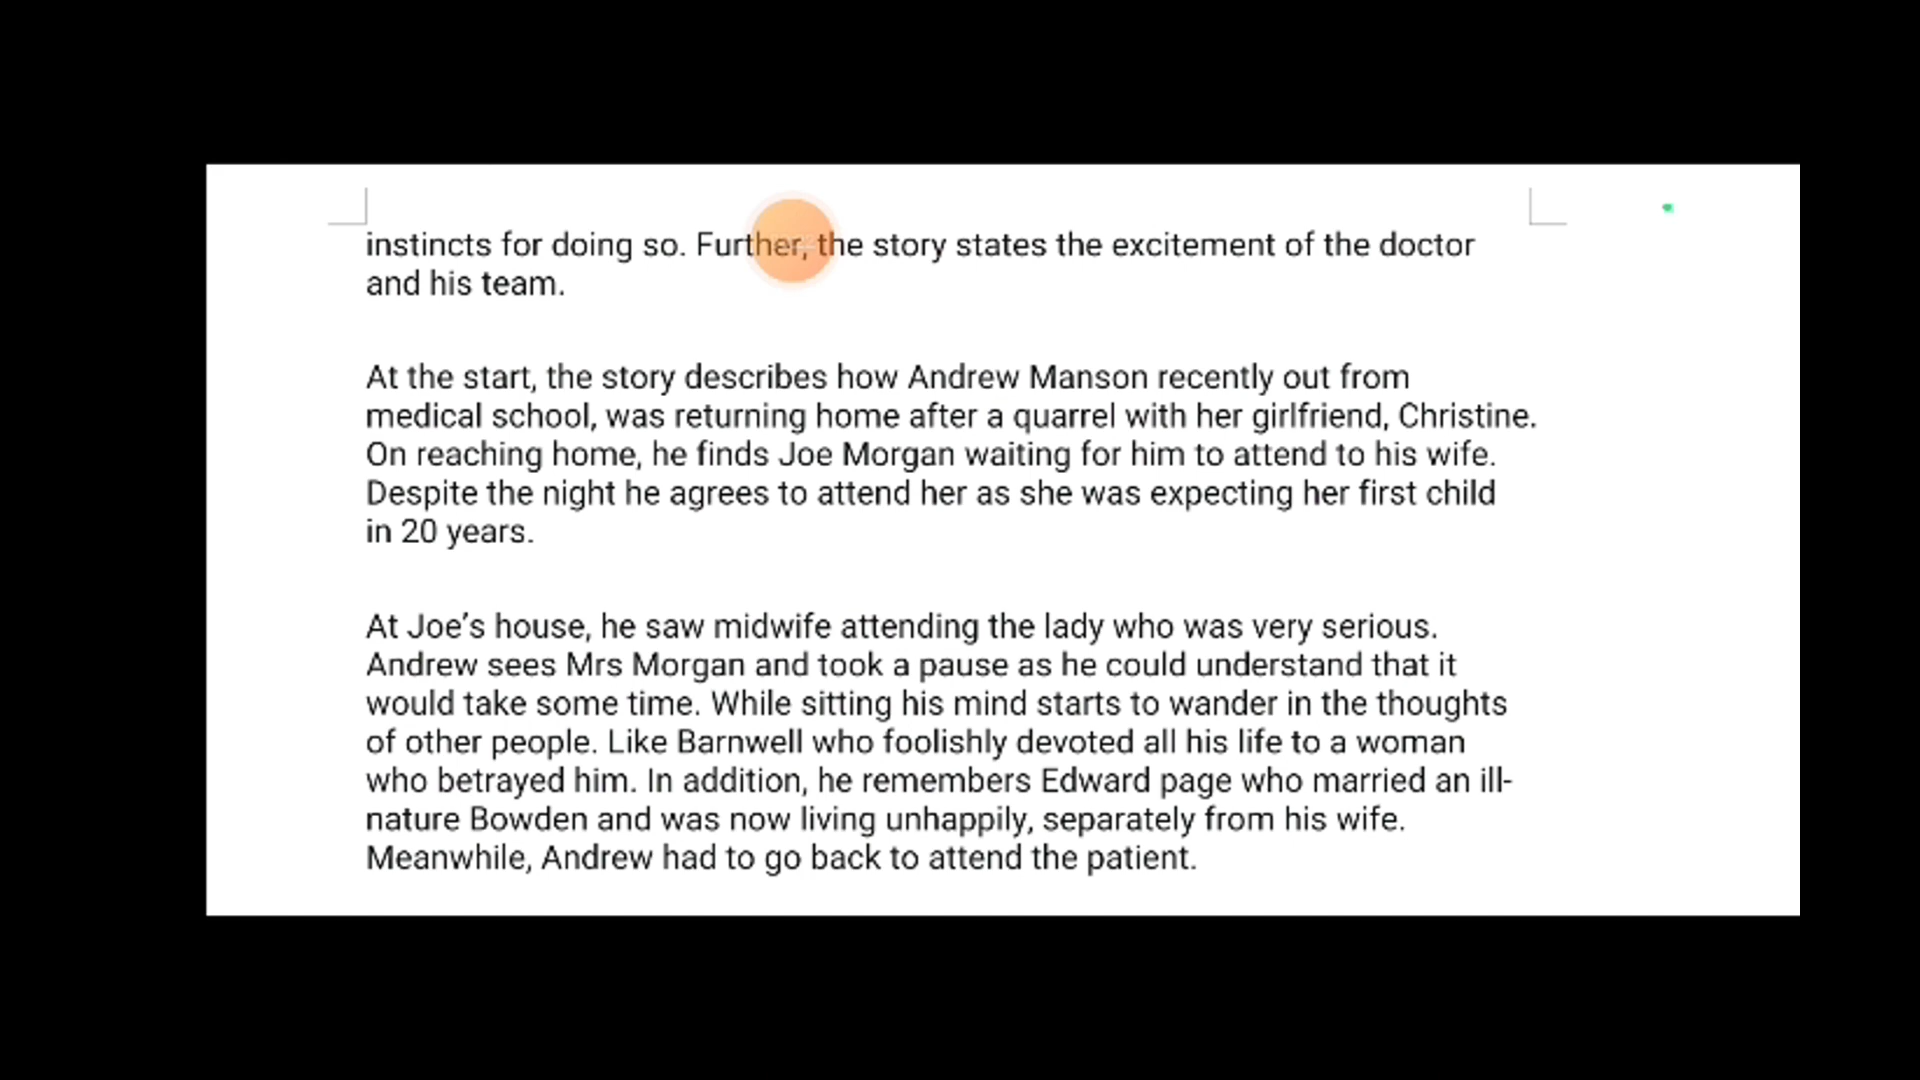 instincts for doing so. Further, the story states the excitement of the doctor
and his team.
At the start, the story describes how Andrew Manson recently out from
medical school, was returning home after a quarrel with her girlfriend, Christine.
On reaching home, he finds Joe Morgan waiting for him to attend to his wife.
Despite the night he agrees to attend her as she was expecting her first child
in 20 years.
At Joe’s house, he saw midwife attending the lady who was very serious.
Andrew sees Mrs Morgan and took a pause as he could understand that it
would take some time. While sitting his mind starts to wander in the thoughts
of other people. Like Barnwell who foolishly devoted all his life to a woman
who betrayed him. In addition, he remembers Edward page who married an ill-
nature Bowden and was now living unhappily, separately from his wife.
Meanwhile, Andrew had to go back to attend the patient.